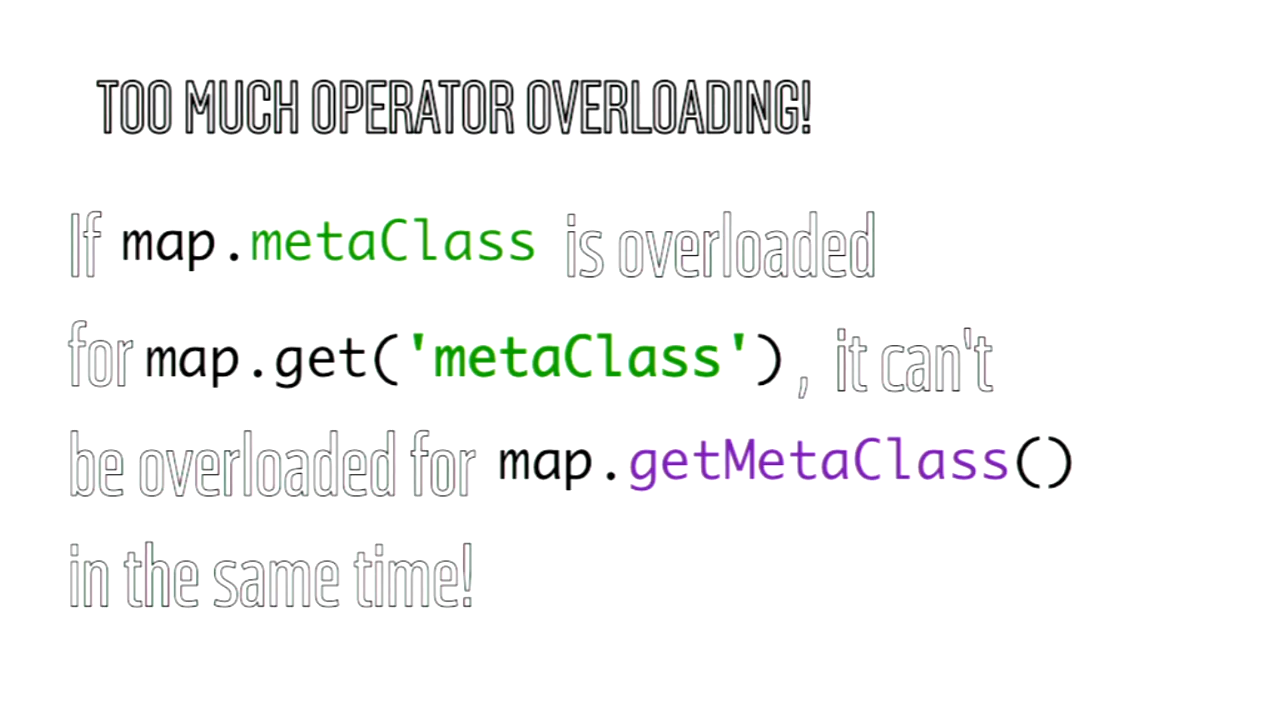 TOO MUCH OPERATOR OVERLOADING!
If map.metaClass is overloaded
for map.get('metaClass'), it can't
be overloaded for map.getMetaClass()
in the same time!